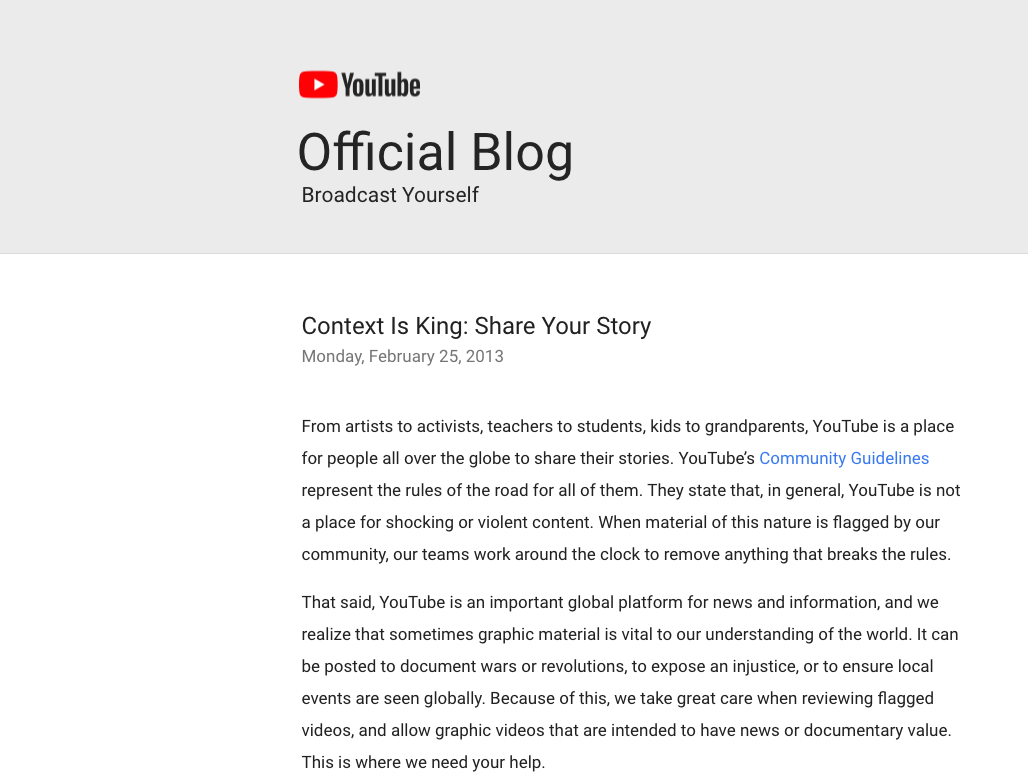 YouTube
Official Blog
Broadcast Yourself
Context Is King: Share Your Story
Monday, February 25, 2013
From artists to activists, teachers to students, kids to grandparents, YouTube is a place
for people all over the globe to share their stories. YouTube’s Community Guidelines
represent the rules of the road for all of them. They state that, in general, YouTube is not
a place for shocking or violent content. When material of this nature is flagged by our
community, our teams work around the clock to remove anything that breaks the rules.
That said, YouTube is an important global platform for news and information, and we
realize that sometimes graphic material is vital to our understanding of the world. It can
be posted to document wars or revolutions, to expose an injustice, or to ensure local
events are seen globally. Because of this, we take great care when reviewing flagged
videos, and allow graphic videos that are intended to have news or documentary value.
This is where we need your help.